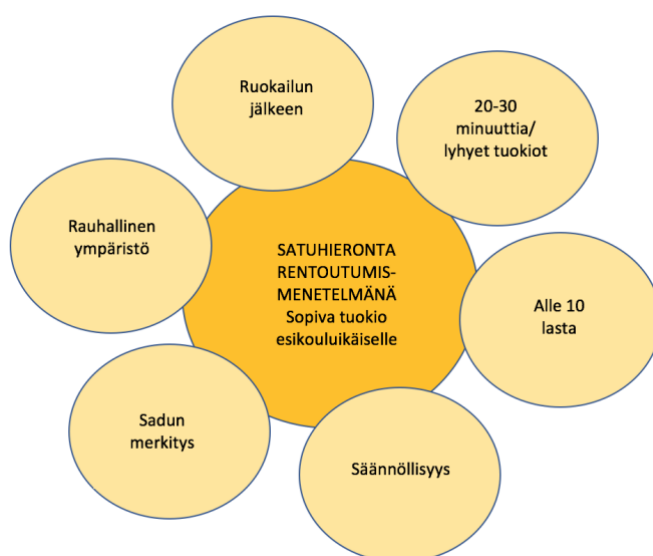 Ruokailun
jälkeen
20-30
minuuttia/
lyhyet tuokiot
Rauhallinen
ympäristö
SATUHIERONTA
RENTOUTUMIS-
MENETELMÄNÄ
Sopiva tuokio
esikouluikäiselle
Alle 10
lasta
Sadun
merkitys
Säännöllisyys